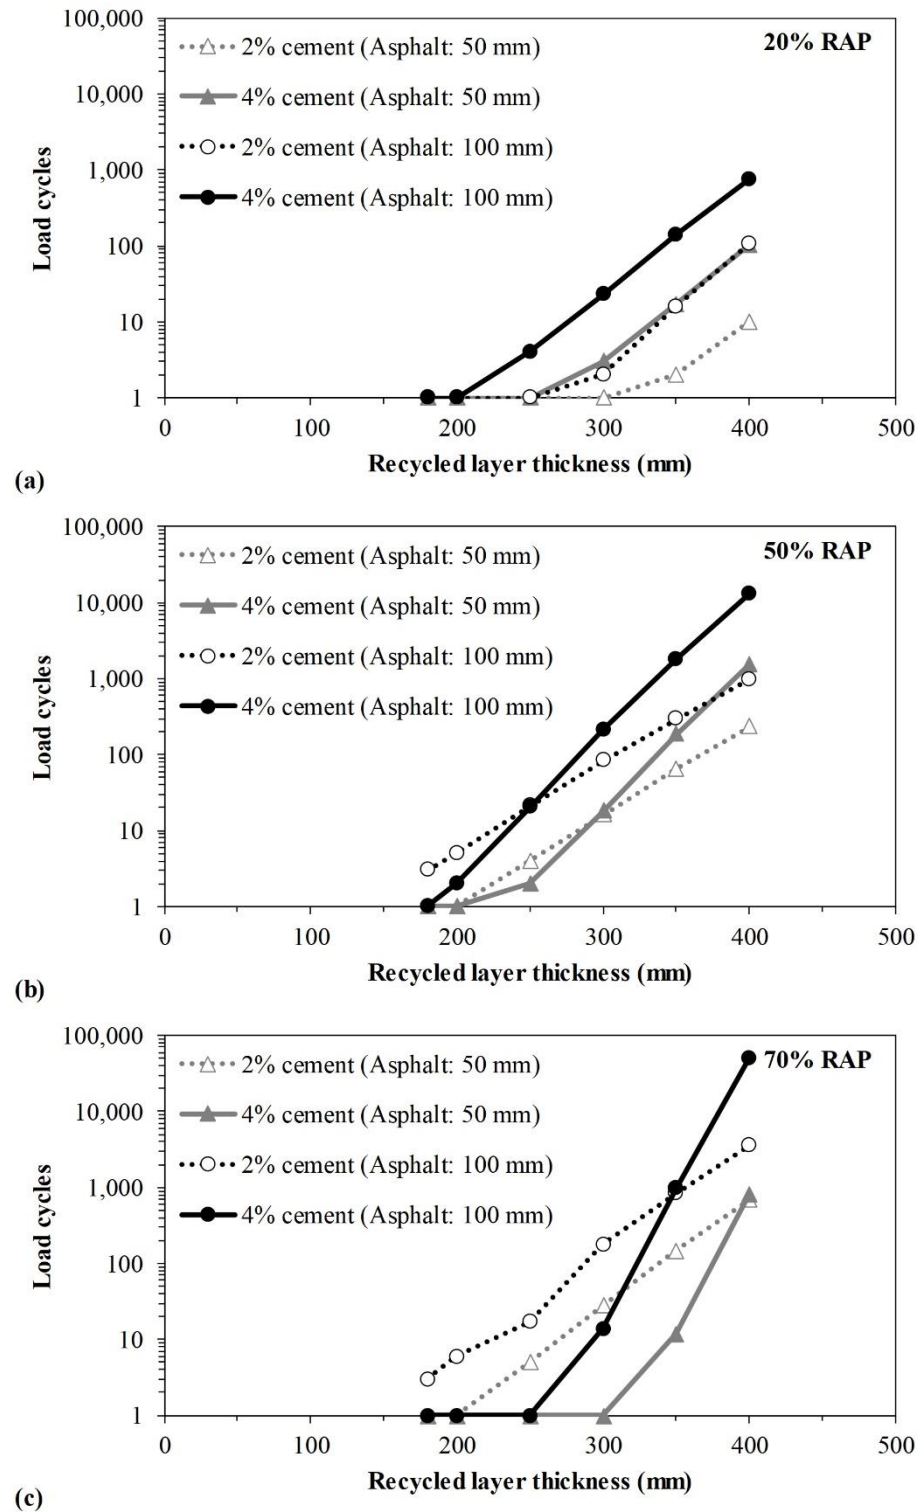 100,000
10,000
1,000
100
10
1
Load cycles
20% RAP
2% cement (Asphalt: 50 mm)
4% cement (Asphalt: 50 mm)
2% cement (Asphalt: 100 mm)
4% cement (Asphalt: 100 mm)
0 100 200 300 400 500
Recycled layer thickness (mm)
(a)
100,000
10,000
1,000
100
10
1
Load cycles
50% RAP
2% cement (Asphalt: 50 mm)
4% cement (Asphalt: 50 mm)
2% cement (Asphalt: 100 mm)
4% cement (Asphalt: 100 mm)
0 100 200 300 400 500
Recycled layer thickness (mm)
(b)
100,000
10,000
1,000
100
10
1
Load cycles
70% RAP
2% cement (Asphalt: 50 mm)
4% cement (Asphalt: 50 mm)
2% cement (Asphalt: 100 mm)
4% cement (Asphalt: 100 mm)
0 100 200 300 400 500
Recycled layer thickness (mm)
(c)